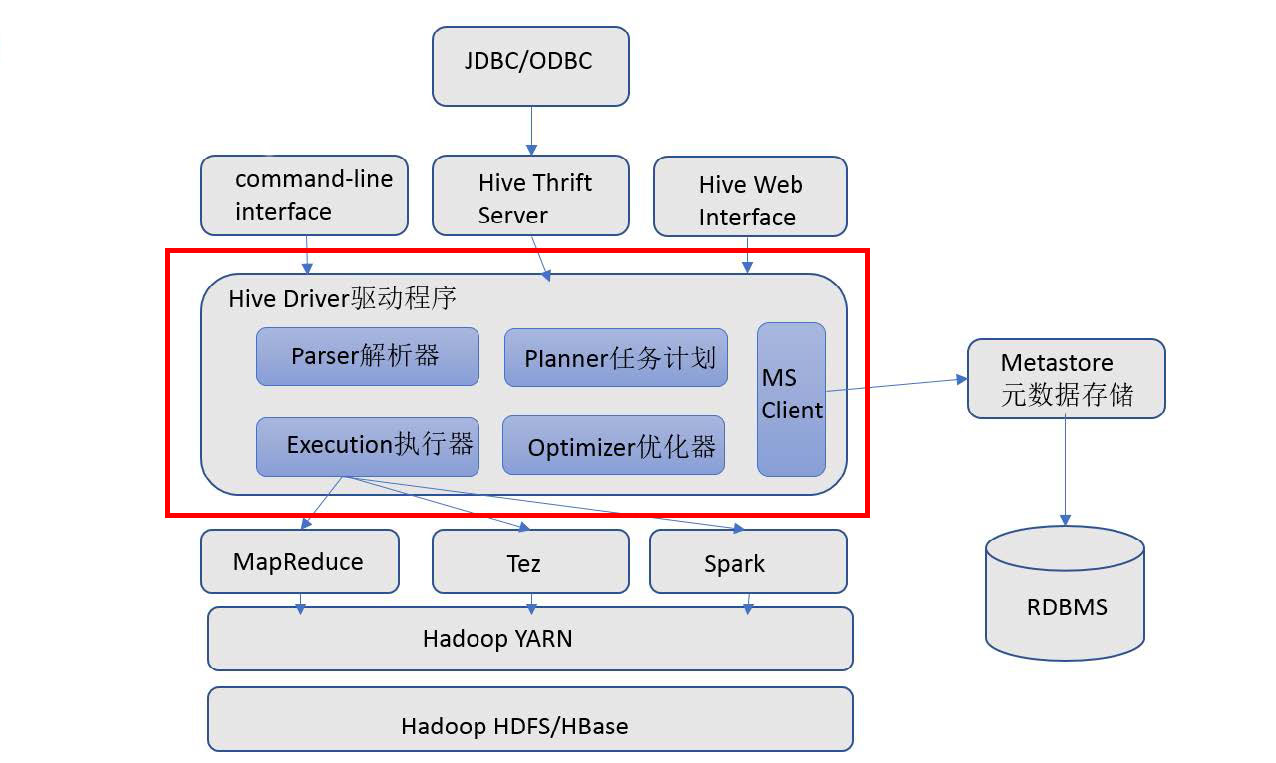 JDBC/ODBC
command-line
interface
Hive Thrift
Server
Hive Web
Interface
Hive Driver驱动程序
Parser解析器
Planner任务计划
MS
Client
Execution执行器
Optimizer优化器
Metastore
元数据存储
MapReduce
Tez
Spark
RDBMS
Hadoop YARN
Hadoop HDFS/HBase